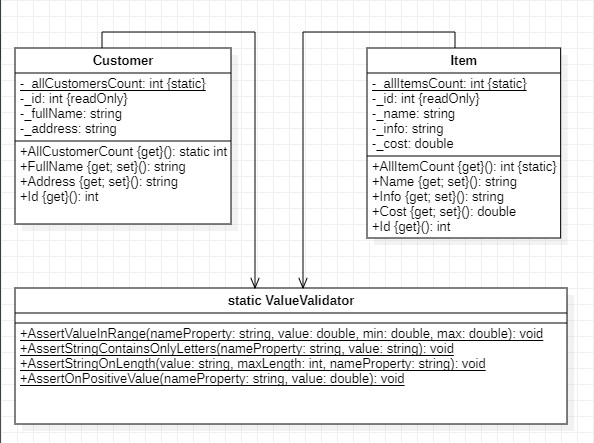 Customer
- _allCustomersCount: int {static}
-_id: int {readOnly}
-_fullName: string
-_address: string
+AllCustomerCount {get}(): static int
+FullName {get; set}(): string
+Address {get; set}(): string
+Id {get}(): int
Item
- _allItemsCount: int {static}
-_id: int {readOnly}
-_name: string
-_info: string
-_cost: double
+AllItemCount {get}(): int {static}
+Name {get; set}(): string
+Info {get; set}(): string
+Cost {get; set}(): double
+Id {get}(): int
static ValueValidator
+AssertValueInRange(nameProperty: string, value: double, min: double, max: double): void
+AssertStringContainsOnlyLetters(nameProperty: string, value: string): void
+AssertStringOnLength(value: string, maxLength: int, nameProperty: string): void
+AssertOnPositiveValue(nameProperty: string, value: double): void